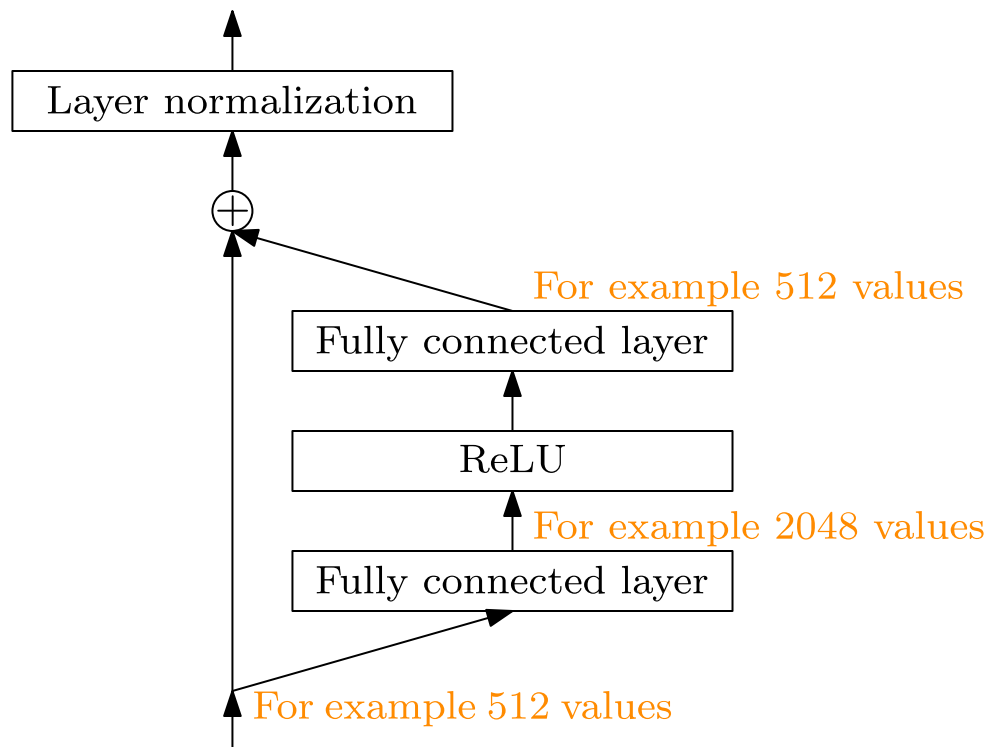 Layer normalization
For example 512 values
Fully connected layer
ReLU
For example 2048 values
Fully connected layer
For example 512 values